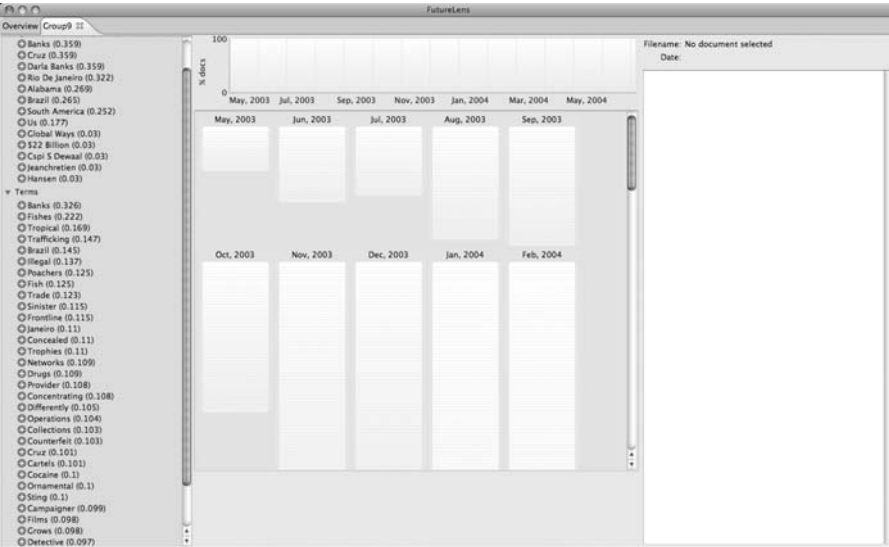 FutureLens
Overview Group9
Banks (0.359)
Cruz (0.359)
Darla Banks (0.359)
Rio De Janeiro (0.322)
Alabama (0.269)
Brazil (0.265)
South America (0.252)
Us (0.177)
Global Ways (0.03)
$22 Billion (0.03)
Cspi S Dewaal (0.03)
Jeanchretien (0.03)
Hansen (0.03)
Terms
Banks (0.326)
Fishes (0.222)
Tropical (0.169)
Trafficking (0.147)
Brazil (0.145)
Illegal (0.137)
Poachers (0.125)
Fish (0.125)
Trade (0.123)
Sinister (0.115)
Frontline (0.115)
Janeiro (0.11)
Concealed (0.11)
Trophies (0.11)
Networks (0.109)
Drugs (0.109)
Provider (0.108)
Concentrating (0.108)
Differently (0.105)
Operations (0.104)
Collections (0.103)
Counterfeit (0.103)
Cruz (0.101)
Cartels (0.101)
Cocaine (0.1)
Ornamental (0.1)
Sting (0.1)
Campaigner (0.099)
Films (0.098)
Grows (0.098)
Detective (0.097)
100
% docs
0
May, 2003 Jul, 2003 Sep, 2003 Nov, 2003 Jan, 2004 Mar, 2004 May, 2004
May, 2003 Jun, 2003 Jul, 2003 Aug, 2003 Sep, 2003
Oct, 2003 Nov, 2003 Dec, 2003 Jan, 2004 Feb, 2004
Filename: No document selected
Date: